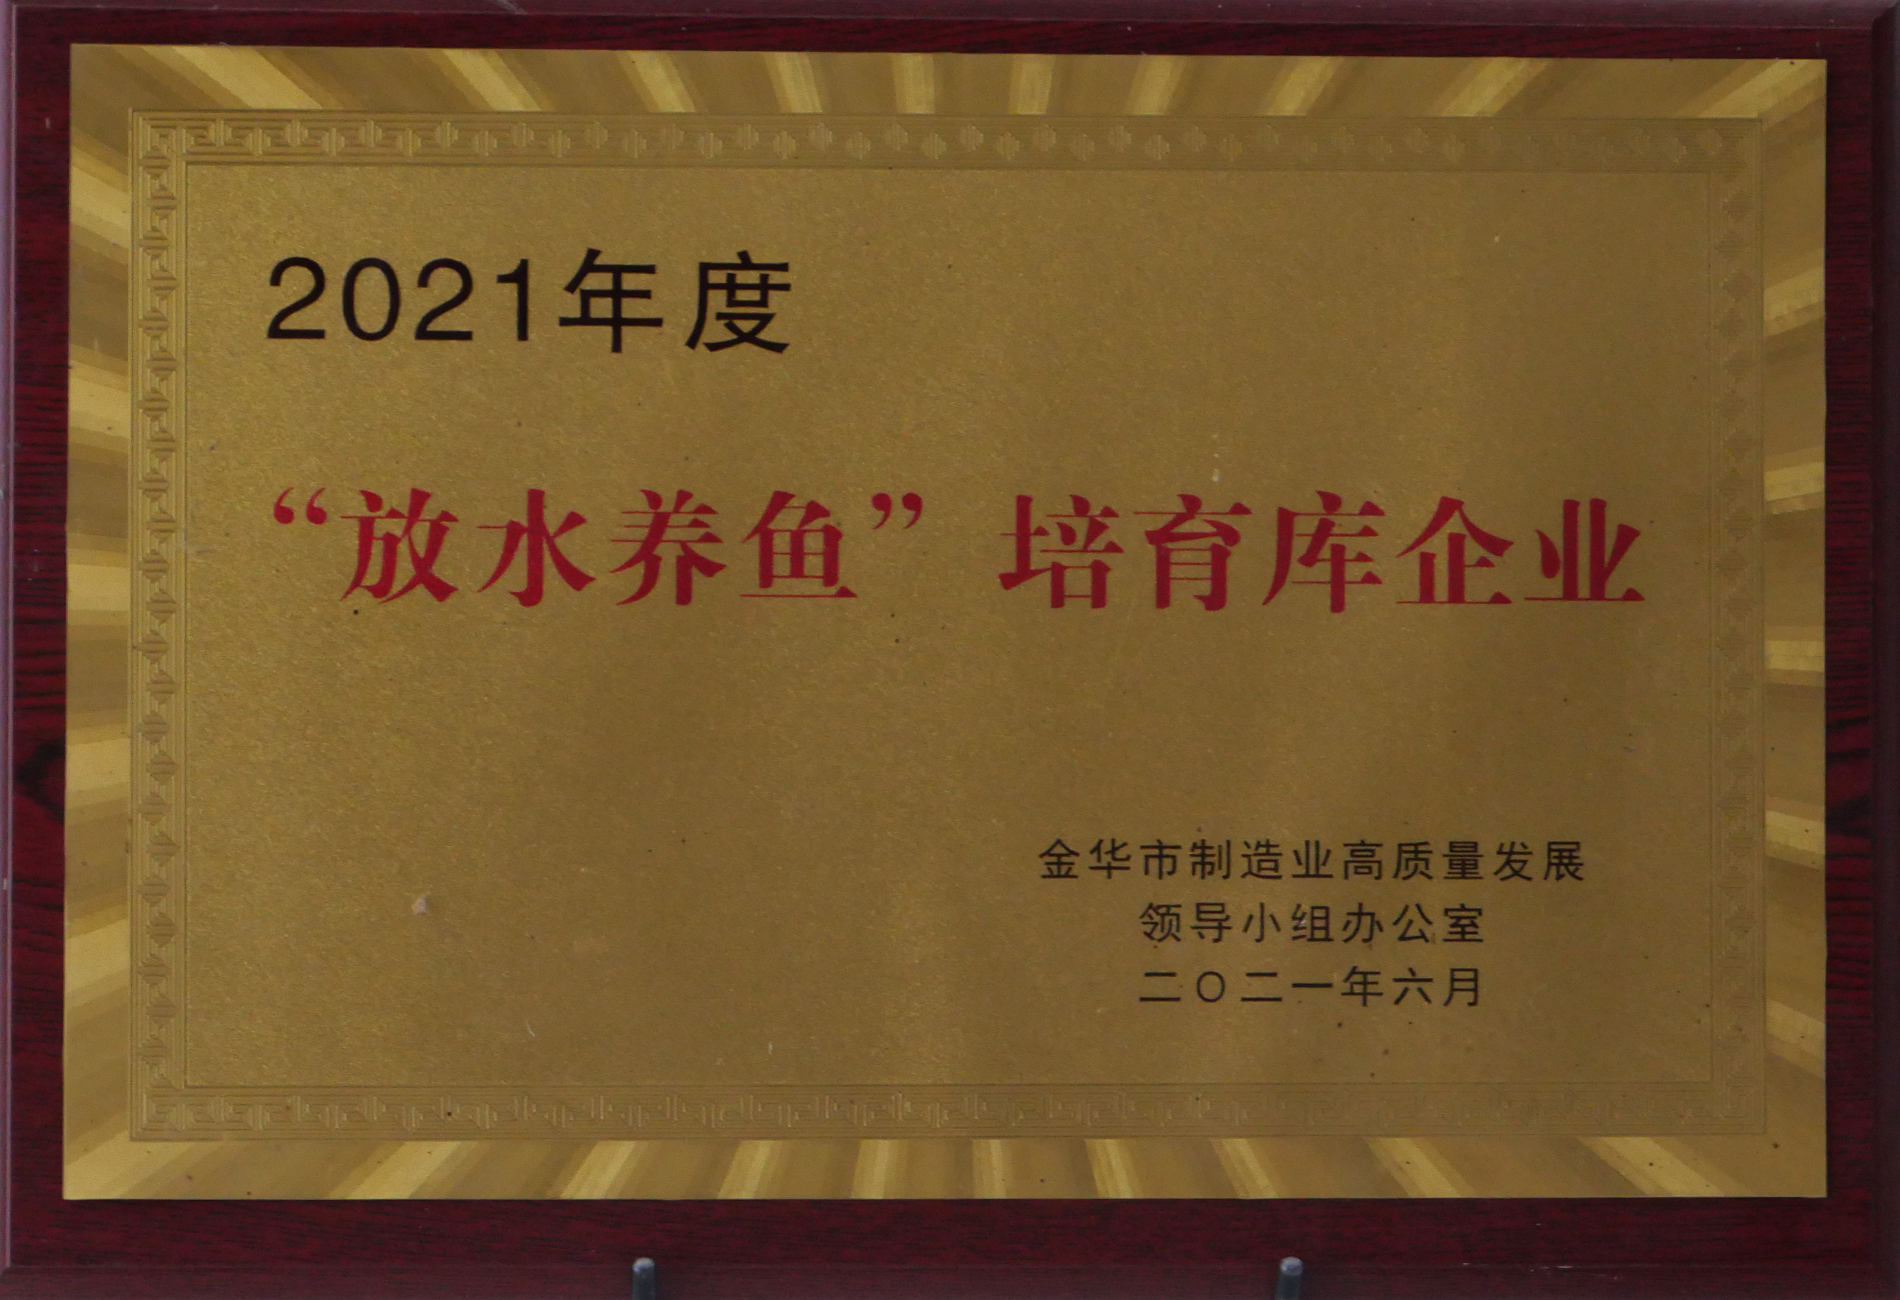 2021年度
“放水养鱼”培育库企业
金华市制造业高质量发展
领导小组办公室
二〇二一年六月